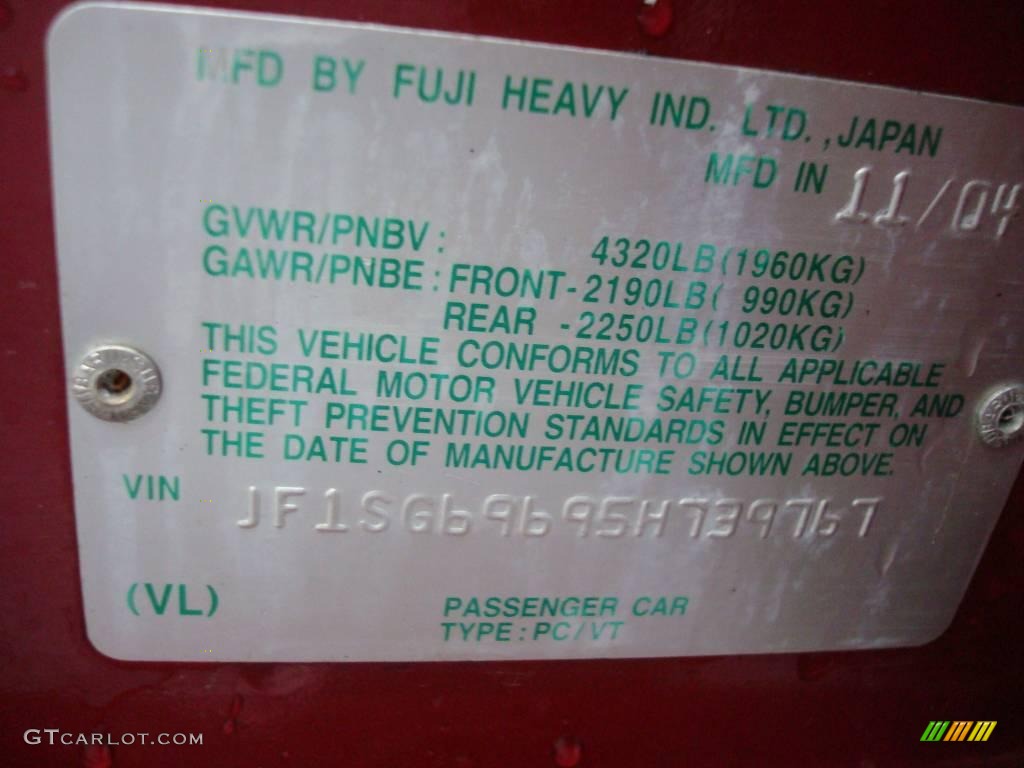 MFD BY FUJI HEAVY IND. LTD.,JAPAN
MFD IN 11/04
GVWR/PNBV: 4320LB(1960KG)
GAWR/PNBE:FRONT-2190LB( 990KG)
REAR -2250LB(1020KG)
THIS VEHICLE CONFORMS TO ALL APPLICABLE
FEDERAL MOTOR VEHICLE SAFETY, BUMPER, AND
THEFT PREVENTION STANDARDS IN EFFECT ON
THE DATE OF MANUFACTURE SHOWN ABOVE.
VIN JF1SG69695H739767
(VL)
PASSENGER CAR
TYPE:PC/VT
GTCARLOT.COM